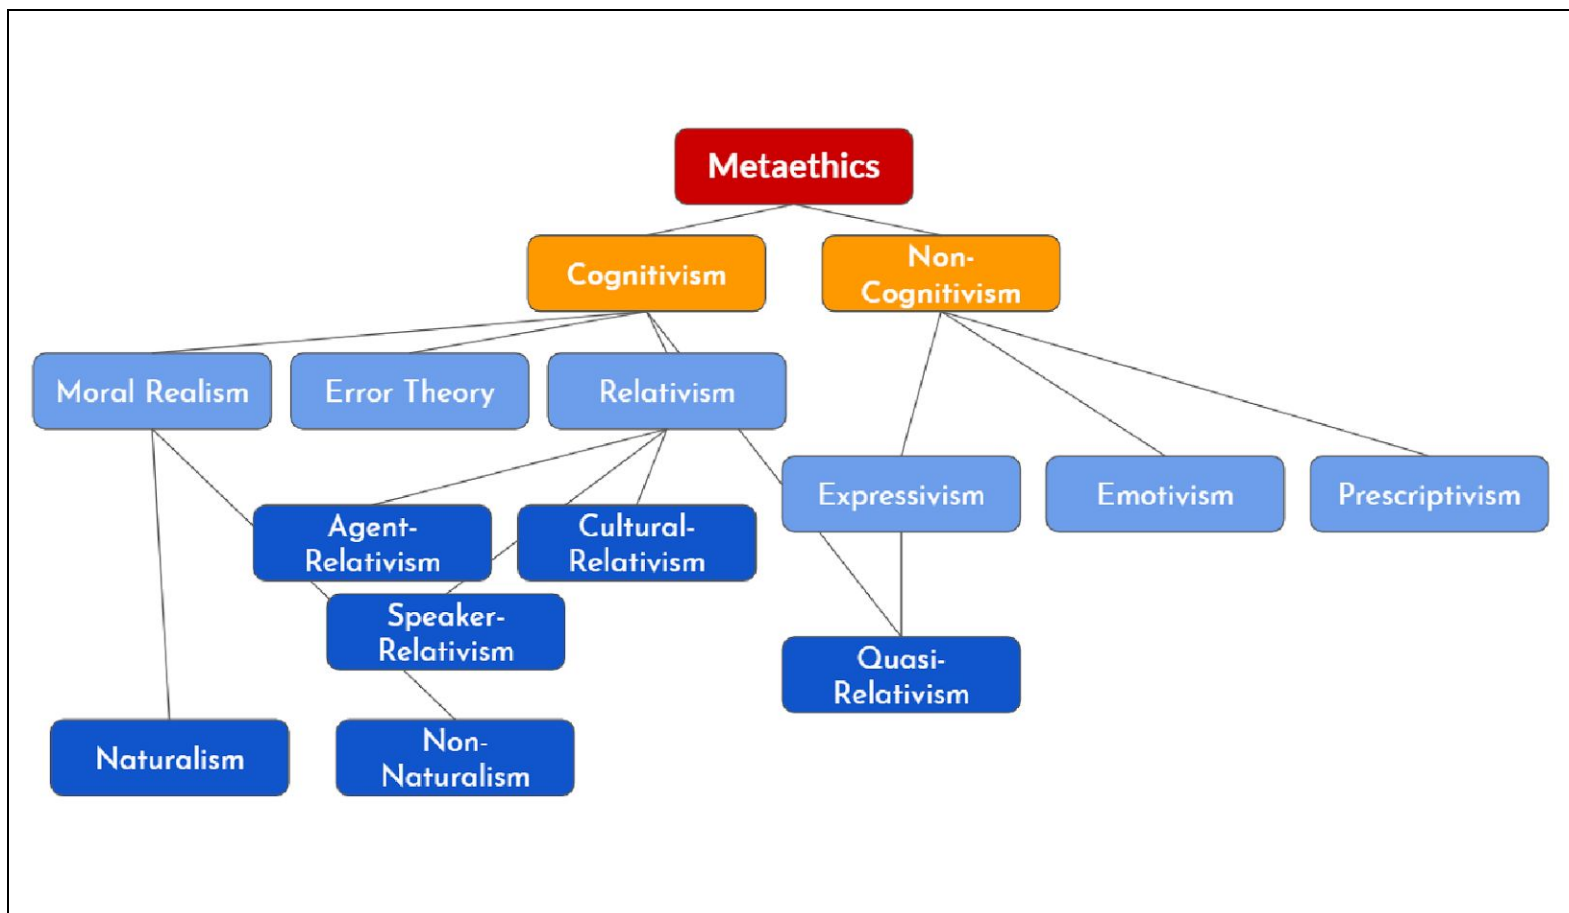 Metaethics
Cognitivism
Non-
Cognitivism
Moral Realism
Error Theory
Relativism
Expressivism
Emotivism
Prescriptivism
Agent-
Relativism
Cultural-
Relativism
Speaker-
Relativism
Quasi-
Relativism
Naturalism
Non-
Naturalism